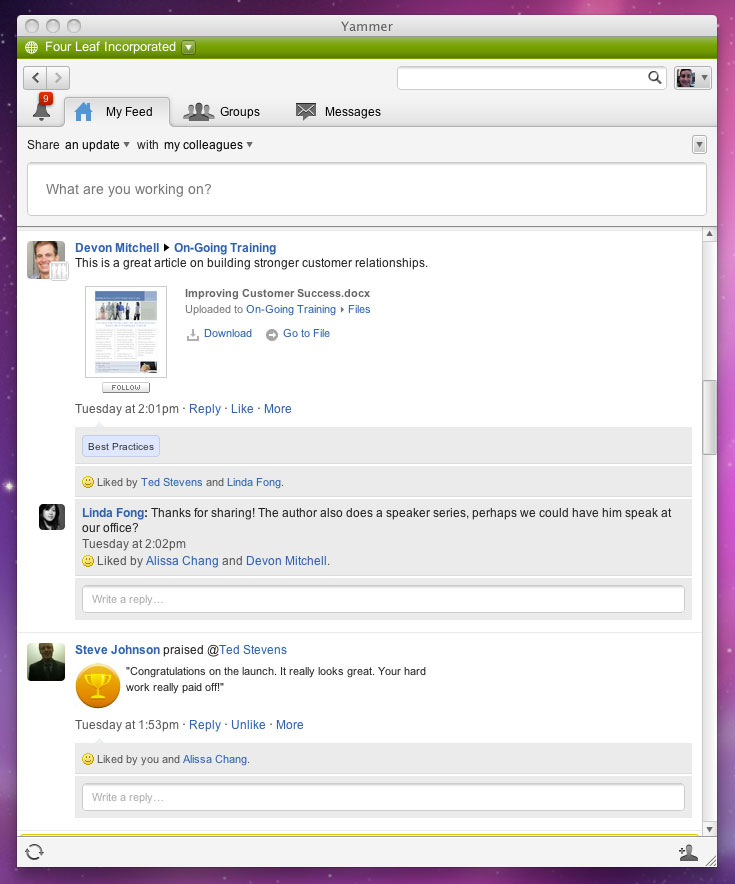 Yammer
Four Leaf Incorporated
9
My Feed
Groups
Messages
Share an update with my colleagues
What are you working on?
Devon Mitchell On-Going Training
This is a great article on building stronger customer relationships.
Improving Customer Success.docx
Uploaded to On-Going Training Files
Download Go to File
FOLLOW
Tuesday at 2:01pm · Reply · Like · More
Best Practices
Liked by Ted Stevens and Linda Fong.
Linda Fong: Thanks for sharing! The author also does a speaker series, perhaps we could have him speak at
our office?
Tuesday at 2:02pm
Liked by Alissa Chang and Devon Mitchell.
Write a reply...
Steve Johnson praised @Ted Stevens
"Congratulations on the launch. It really looks great. Your hard
work really paid off!"
Tuesday at 1:53pm · Reply · Unlike · More
Liked by you and Alissa Chang.
Write a reply...